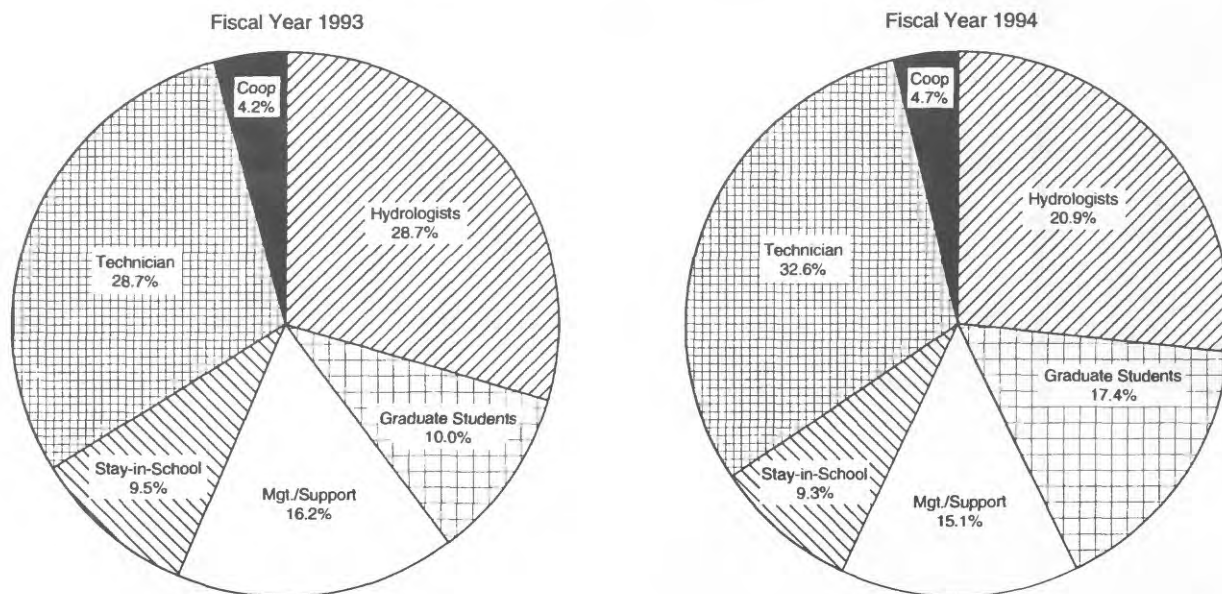 Fiscal Year 1993
Coop
4.2%
Hydrologists
28.7%
Technician
28.7%
Graduate Students
10.0%
Stay-in-School
9.5%
Mgt./Support
16.2%
Fiscal Year 1994
Coop
4.7%
Hydrologists
20.9%
Technician
32.6%
Graduate Students
17.4%
Stay-in-School
9.3%
Mgt./Support
15.1%